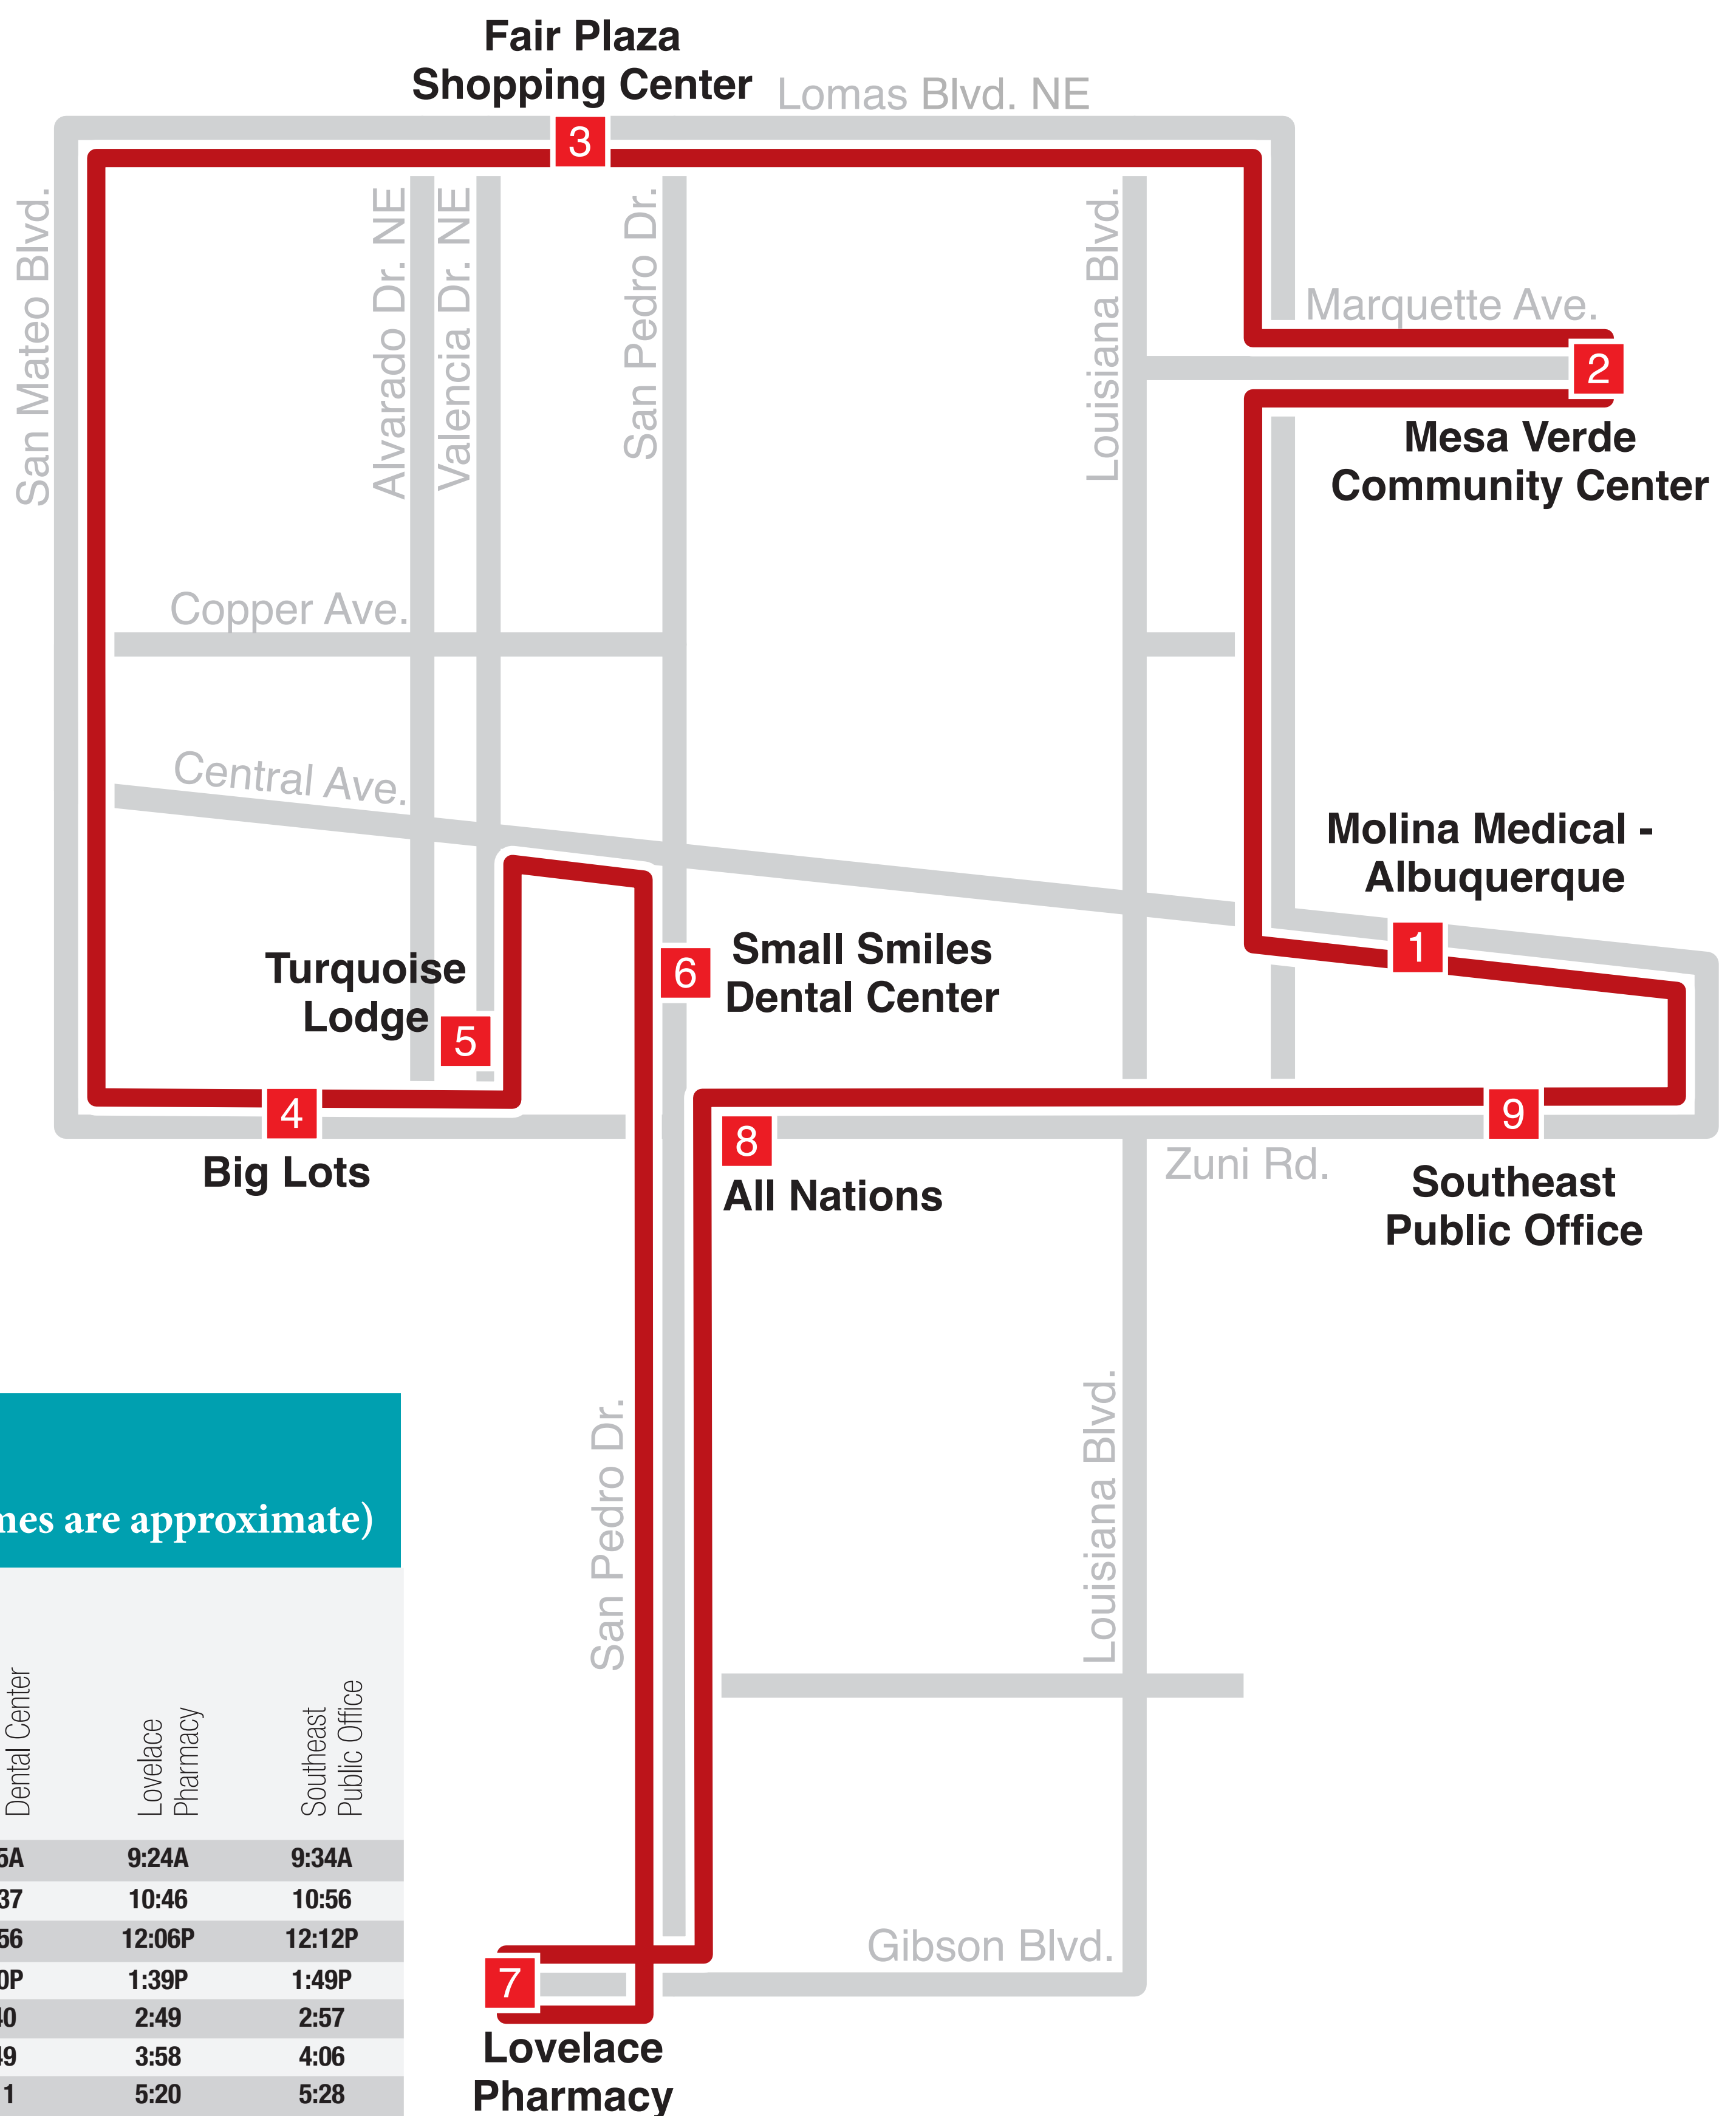 Fair Plaza
Shopping Center
Lomas Blvd. NE
3
San Mateo Blvd.
Alvarado Dr. NE
Valencia Dr. NE
San Pedro Dr.
Louisiana Blvd.
Marquette Ave.
2
Mesa Verde
Community Center
Copper Ave.
Central Ave.
Molina Medical -
Albuquerque
1
Turquoise
Lodge
5
6
Small Smiles
Dental Center
4
Big Lots
8
All Nations
9
Zuni Rd.
Southeast
Public Office
San Pedro Dr.
Louisiana Blvd.
Gibson Blvd.
7
Lovelace
Pharmacy
are approximate)
Dental Center
Lovelace
Pharmacy
Southeast
Public Office
9:24A 9:34A
37 10:46 10:56
56 12:06P 12:12P
1:39P 1:49P
2:49 2:57
3:58 4:06
1 5:20 5:28